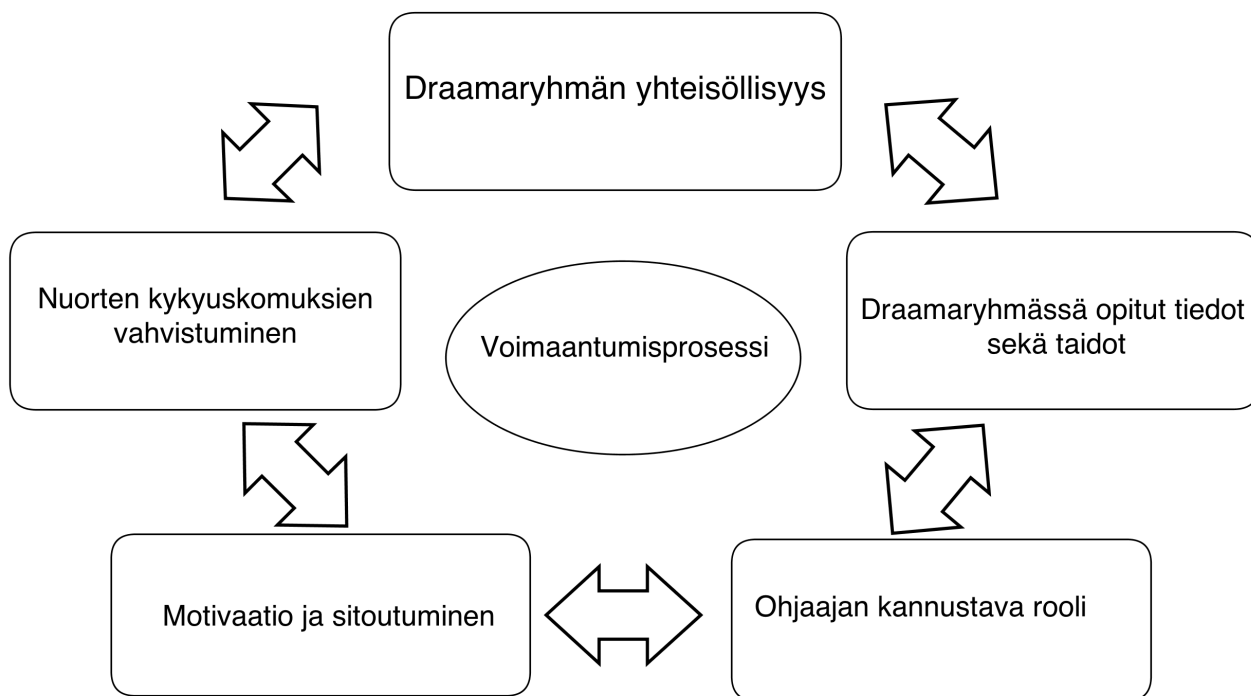 Draamaryhmän yhteisöllisyys
Nuorten kykyuskomuksien
vahvistuminen
Voimaantumisprosessi
Draamaryhmässä opitut tiedot
sekä taidot
Motivaatio ja sitoutuminen
Ohjaajan kannustava rooli